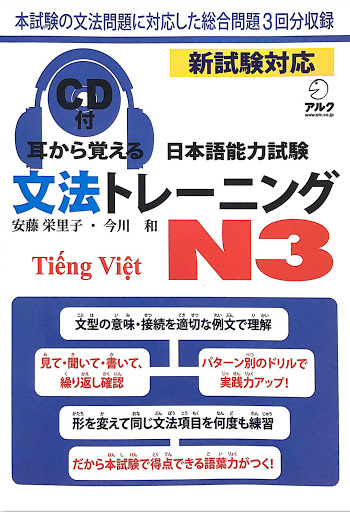 本試験の文法問題に対応した総合問題3回分収録
新試験対応
CD
付
アルク
www.alc.co.jp
耳から覚える 日本語能力試験
文法トレーニング
安藤 栄里子・今川 和
N3
Tiếng Việt
文型の意味・接続を適切な例文で理解
見て・聞いて・書いて、
繰り返し確認
パターン別のドリルで
実践力アップ!
形を変えて同じ文法項目を何度も練習
だから本試験で得点できる語葉力がつく!